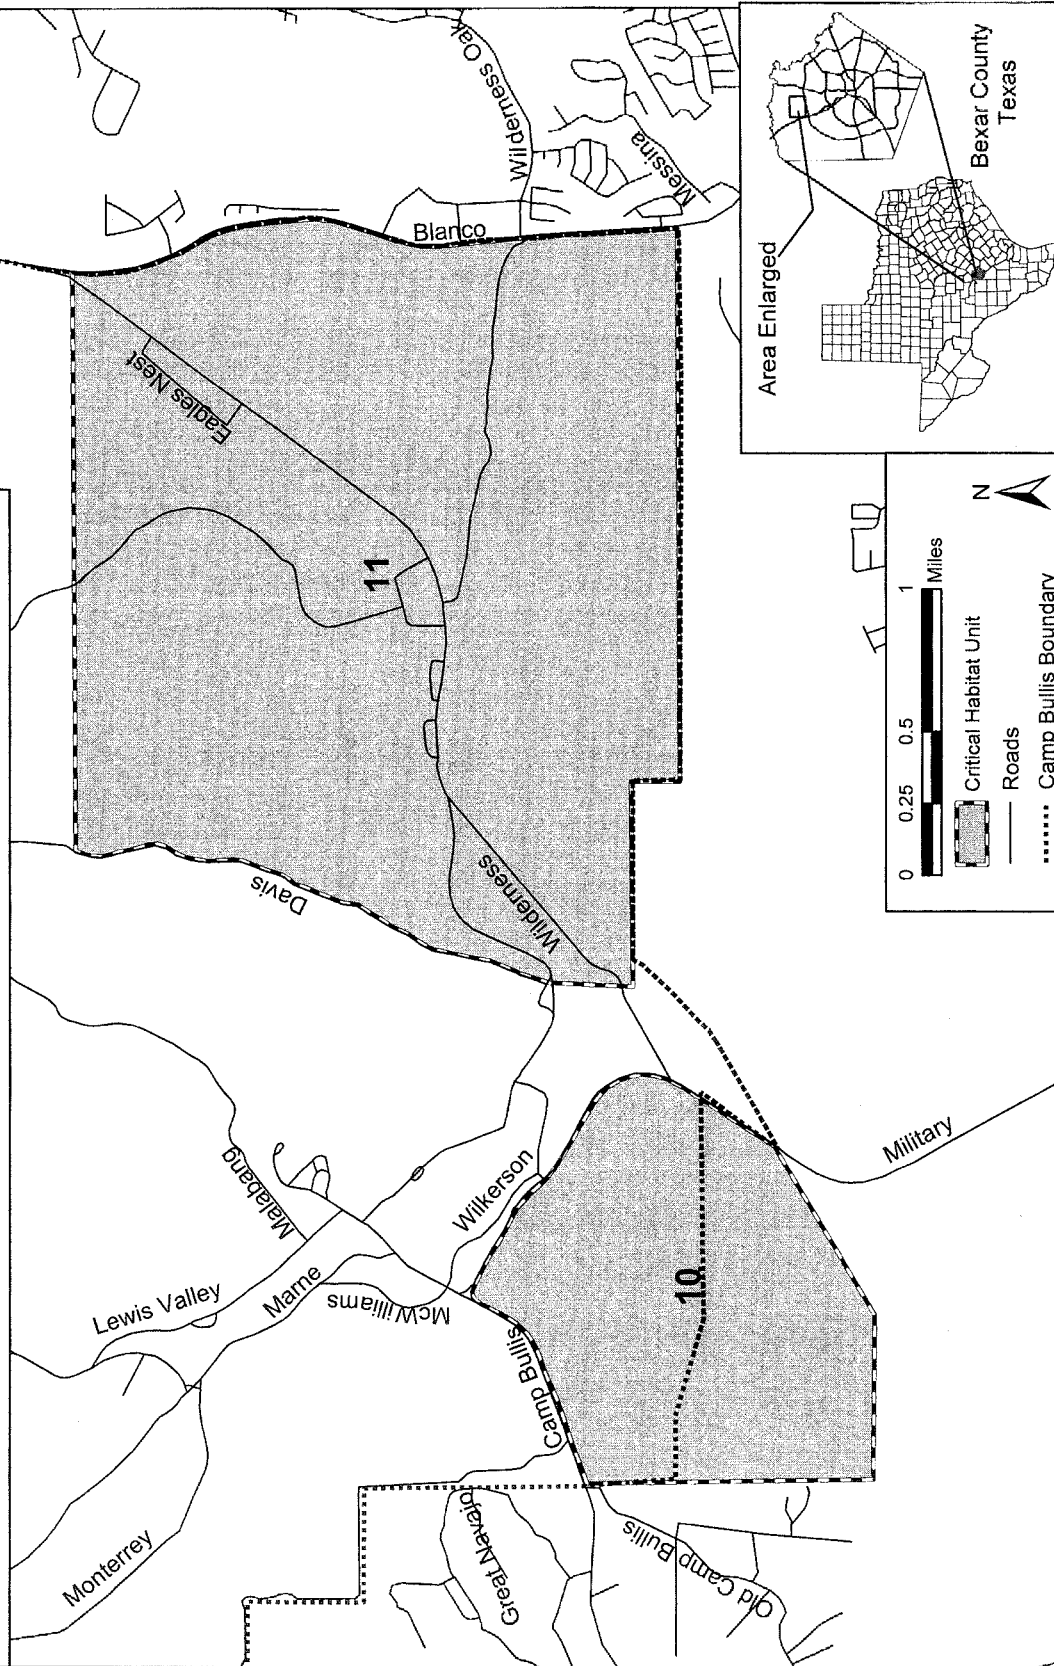 Monterrey
Lewis Valley
Marne
McWilliams
Malabang
Wilkerson
Camp Bullis
Great Navajo
Old Camp Bullis
10
Military
Davis
Wilderness
11
Eagles Nest
Blanco
Wilderness Oak
Messina
0 0.25 0.5 1
Miles
N
Critical Habitat Unit
Roads
Camp Bullis Boundary
Area Enlarged
Bexar County
Texas